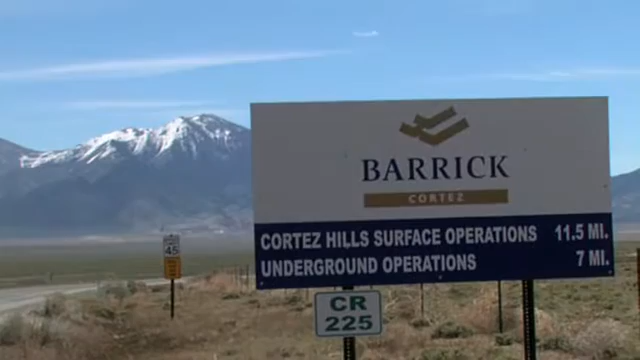 BARRICK
CORTEZ
CORTEZ HILLS SURFACE OPERATIONS 11.5 MI.
UNDERGROUND OPERATIONS 7 MI.
45
CR
225